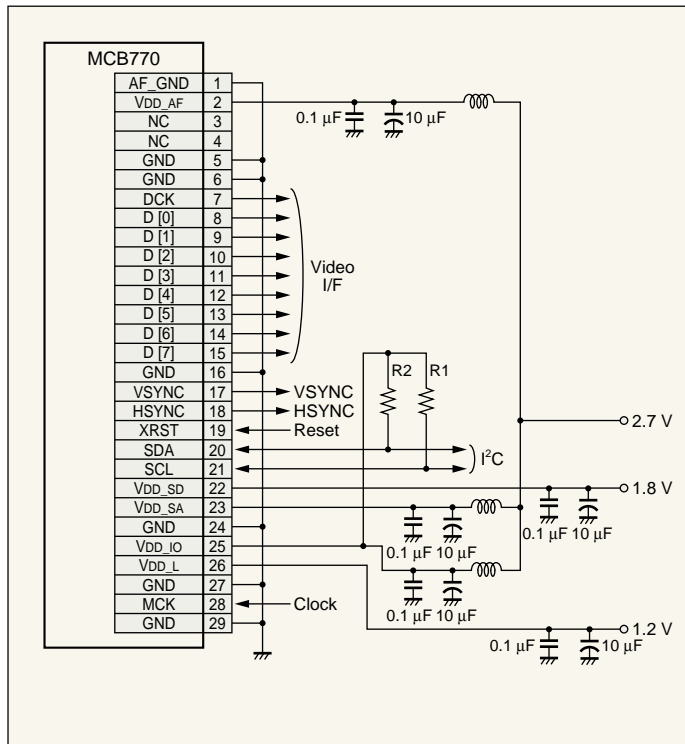 MCB770
AF_GND 1
VDD_AF 2
NC 3
NC 4
GND 5
GND 6
DCK 7
D [0] 8
D [1] 9
D [2] 10
D [3] 11
D [4] 12
D [5] 13
D [6] 14
D [7] 15
GND 16
VSYNC 17
HSYNC 18
XRST 19
SDA 20
SCL 21
VDD_SD 22
VDD_SA 23
GND 24
VDD_IO 25
VDD_L 26
GND 27
MCK 28
GND 29
0.1 µF 10 µF
Video
I/F
R2 R1
VSYNC
HSYNC
Reset
I²C
Clock
2.7 V
1.8 V
0.1 µF 10 µF
0.1 µF 10 µF
0.1 µF 10 µF
1.2 V
0.1 µF 10 µF